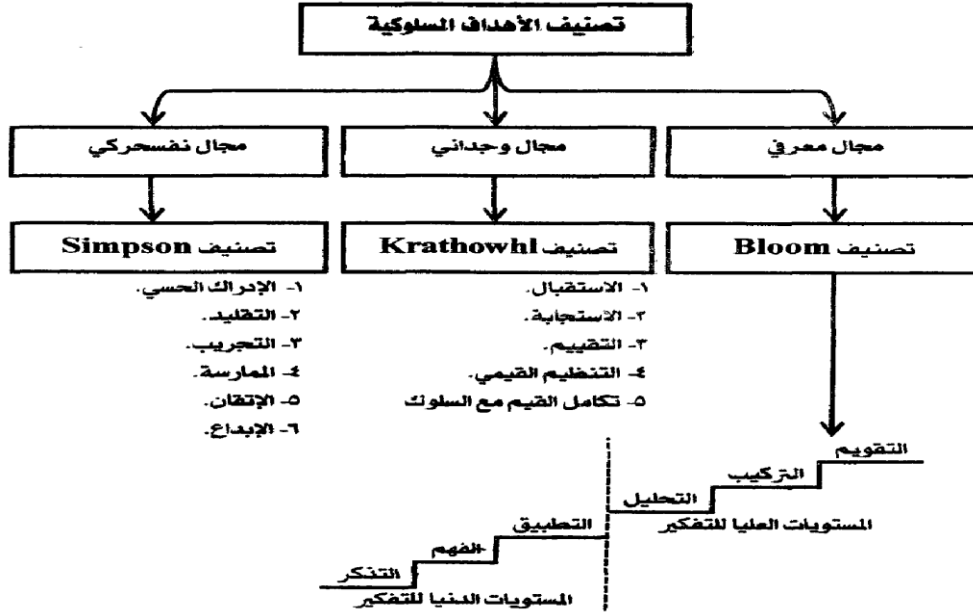 تصنيف الأهداف السلوكية
مجال معرفي
مجال وجداني
مجال نفسحركي
تصنيف Bloom
تصنيف Krathowhl
تصنيف Simpson
١- الاستقبال.
٢- الاستجابة.
٣- التقييم.
٤- التنظيم القيمي.
٥- تكامل القيم مع السلوك
١- الإدراك الحسي.
٢- التقليد.
٣- التجريب.
٤- الممارسة.
٥- الإتقان.
٦- الإبداع.
التقويم
التركيب
التحليل
المستويات العليا للتفكير
التطبيق
الفهم
التذكر
المستويات الدنيا للتفكير